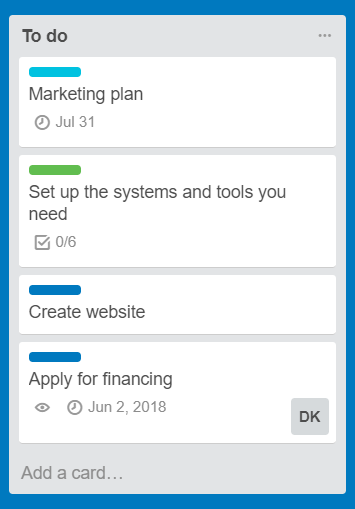 To do
Marketing plan
Jul 31
Set up the systems and tools you
need
0/6
Create website
Apply for financing
Jun 2, 2018
DK
Add a card…